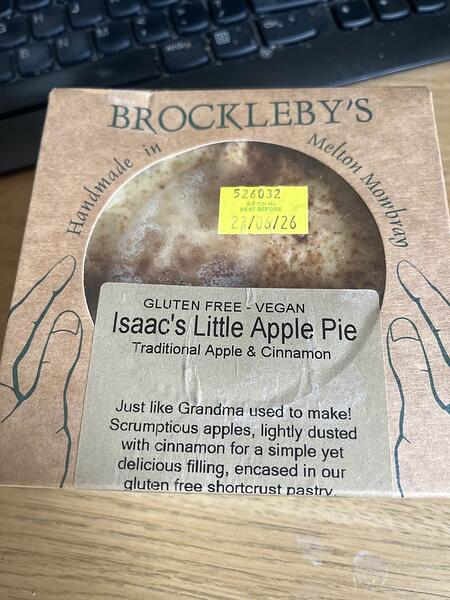 BROCKLEBY'S
Handmade in Melton Mowbray
526032
BATCH No
BEST BEFORE
23/06/26
GLUTEN FREE - VEGAN
Isaac's Little Apple Pie
Traditional Apple & Cinnamon
Just like Grandma used to make!
Scrumptious apples, lightly dusted
with cinnamon for a simple yet
delicious filling, encased in our
gluten free shortcrust pastry.